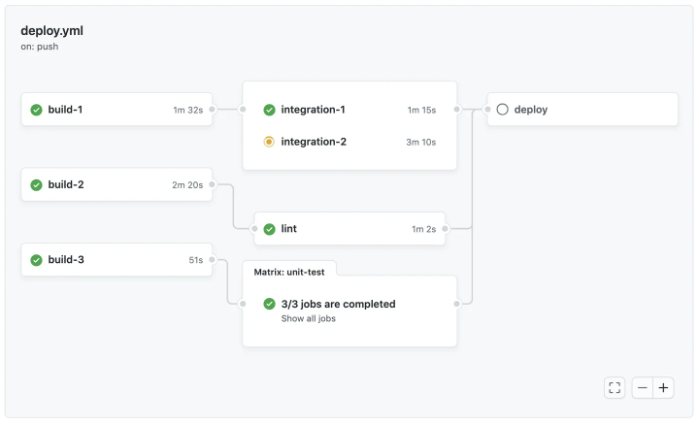 deploy.yml
on: push
build-1 1m 32s
integration-1 1m 15s
integration-2 3m 10s
deploy
build-2 2m 20s
lint 1m 2s
build-3 51s
Matrix: unit-test
3/3 jobs are completed
Show all jobs